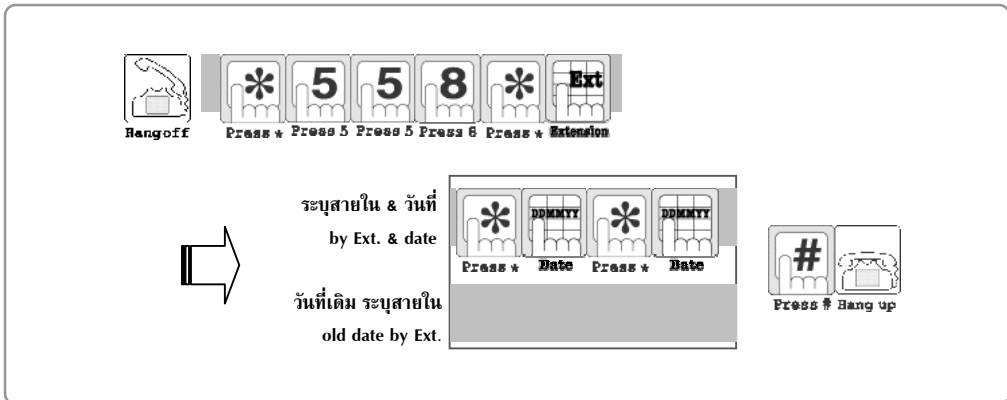 * 5 5 8 * Ext
Hang off Press * Press 5 Press 5 Press 8 Press * Extension
ระบุสายใน & วันที่
by Ext. & date
* DDMMYY * DDMMYY
Press * Date Press * Date
#
Press # Hang up
วันที่เดิม ระบุสายใน
old date by Ext.